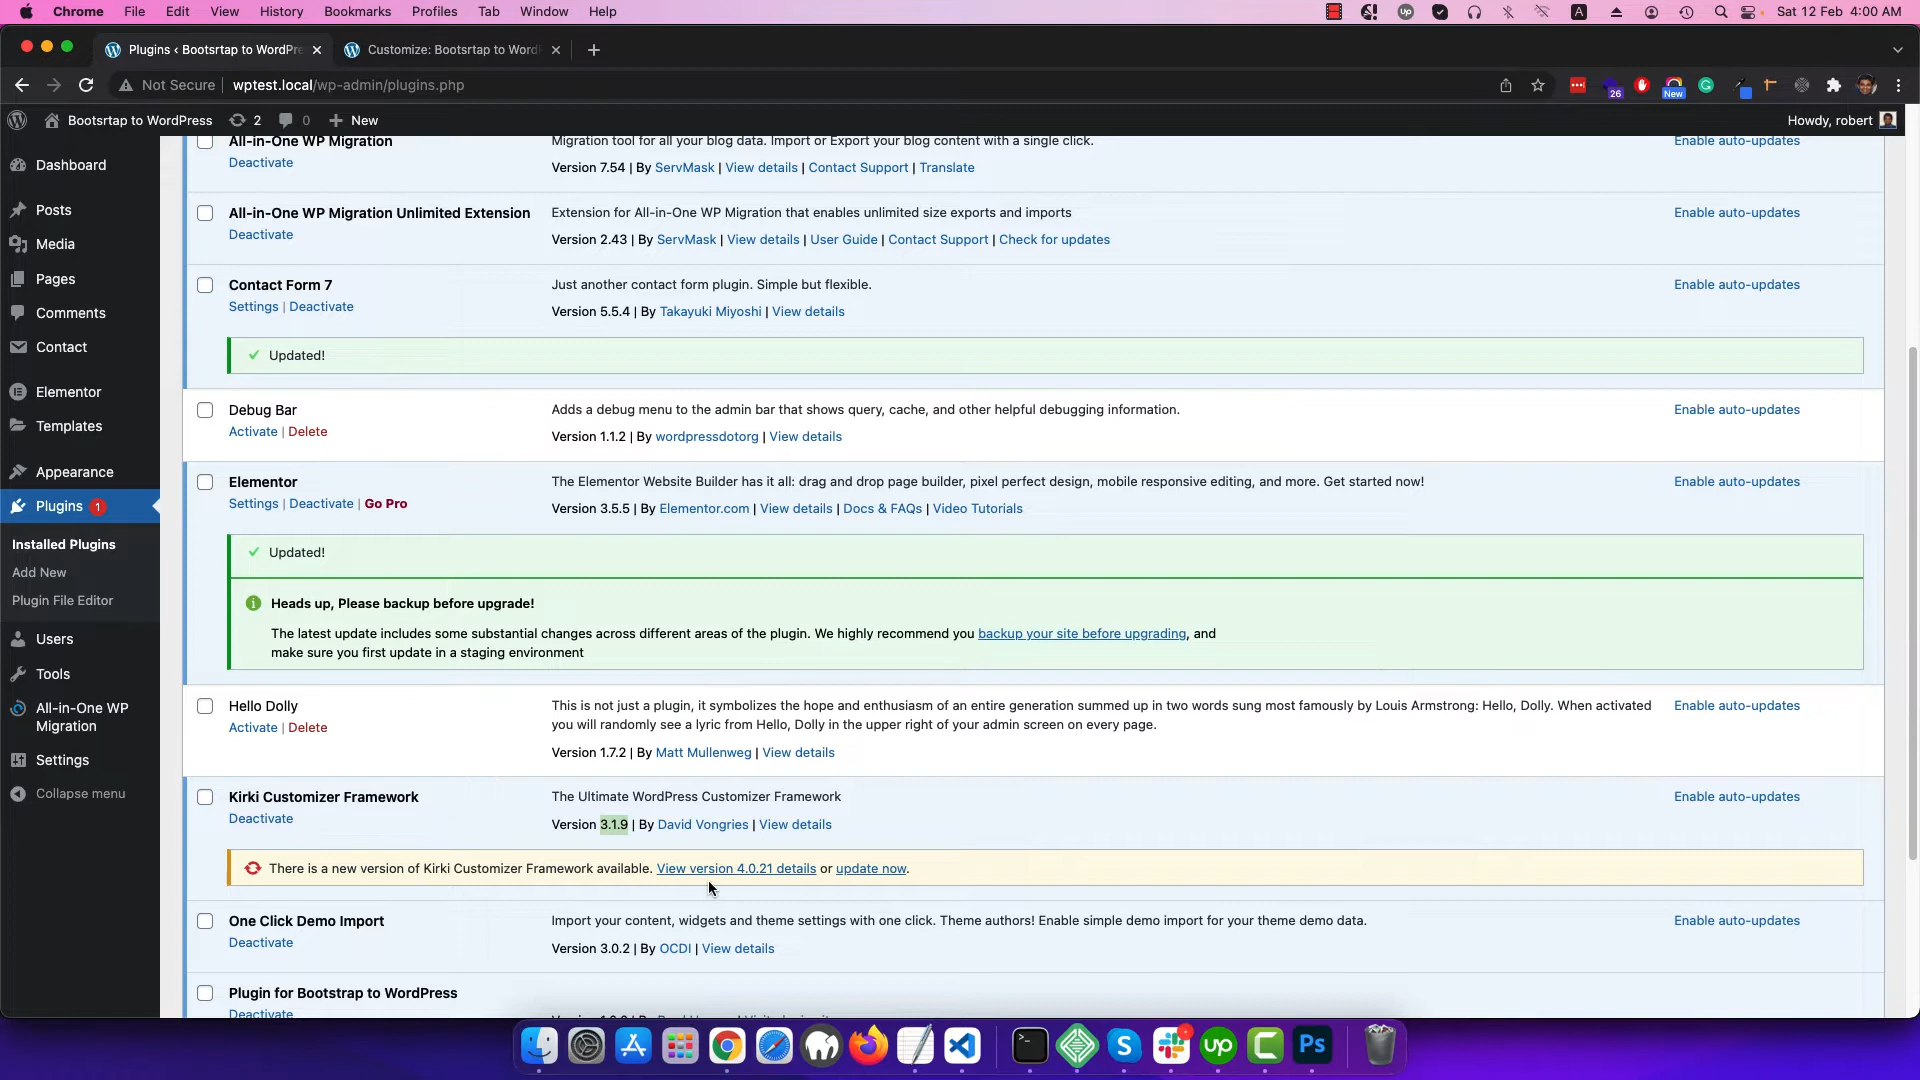 Chrome File Edit View History Bookmarks Profiles Tab Window Help
A Sat 12 Feb 4:00 AM
Plugins ‹ Bootsrtap to WordPre
Customize: Bootsrtap to Word
Not Secure wptest.local/wp-admin/plugins.php
26
New
Bootsrtap to WordPress 2 0 New
Howdy, robert
Dashboard
Posts
Media
Pages
Comments
Contact
Elementor
Templates
Appearance
Plugins 1
Installed Plugins
Add New
Plugin File Editor
Users
Tools
All-in-One WP
Migration
Settings
Collapse menu
All-in-One WP Migration Migration tool for all your blog data. Import or Export your blog content with a single click. Enable auto-updates
Deactivate
Version 7.54 | By ServMask | View details | Contact Support | Translate
All-in-One WP Migration Unlimited Extension Extension for All-in-One WP Migration that enables unlimited size exports and imports Enable auto-updates
Deactivate
Version 2.43 | By ServMask | View details | User Guide | Contact Support | Check for updates
Contact Form 7 Just another contact form plugin. Simple but flexible. Enable auto-updates
Settings | Deactivate
Version 5.5.4 | By Takayuki Miyoshi | View details
Updated!
Debug Bar Adds a debug menu to the admin bar that shows query, cache, and other helpful debugging information. Enable auto-updates
Activate | Delete
Version 1.1.2 | By wordpressdotorg | View details
Elementor The Elementor Website Builder has it all: drag and drop page builder, pixel perfect design, mobile responsive editing, and more. Get started now! Enable auto-updates
Settings | Deactivate | Go Pro
Version 3.5.5 | By Elementor.com | View details | Docs & FAQs | Video Tutorials
Updated!
Heads up, Please backup before upgrade!
The latest update includes some substantial changes across different areas of the plugin. We highly recommend you backup your site before upgrading, and
make sure you first update in a staging environment
Hello Dolly This is not just a plugin, it symbolizes the hope and enthusiasm of an entire generation summed up in two words sung most famously by Louis Armstrong: Hello, Dolly. When activated Enable auto-updates
Activate | Delete you will randomly see a lyric from Hello, Dolly in the upper right of your admin screen on every page.
Version 1.7.2 | By Matt Mullenweg | View details
Kirki Customizer Framework The Ultimate WordPress Customizer Framework Enable auto-updates
Deactivate
Version 3.1.9 | By David Vongries | View details
There is a new version of Kirki Customizer Framework available. View version 4.0.21 details or update now.
One Click Demo Import Import your content, widgets and theme settings with one click. Theme authors! Enable simple demo import for your theme demo data. Enable auto-updates
Deactivate
Version 3.0.2 | By OCDI | View details
Plugin for Bootstrap to WordPress
Deactivate
up
Ps